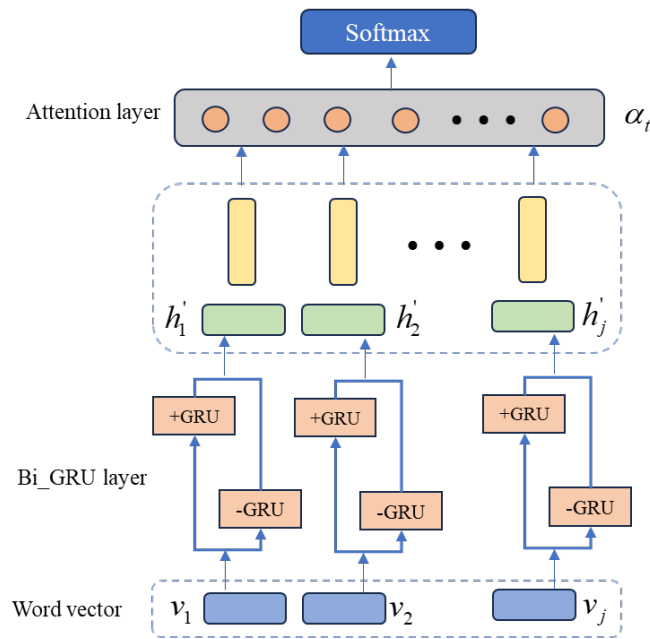 Softmax
Attention layer
α_t
h'_1
h'_2
h'_j
+GRU
+GRU
+GRU
Bi_GRU layer
-GRU
-GRU
-GRU
Word vector
v_1
v_2
v_j